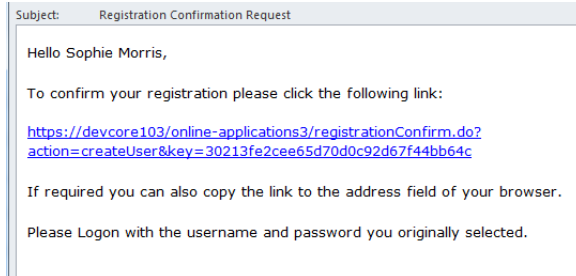 Subject: Registration Confirmation Request
Hello Sophie Morris,
To confirm your registration please click the following link:
https://devcore103/online-applications3/registrationConfirm.do?
action=createUser&key=30213fe2cee65d70d0c92d67f44bb64c
If required you can also copy the link to the address field of your browser.
Please Logon with the username and password you originally selected.